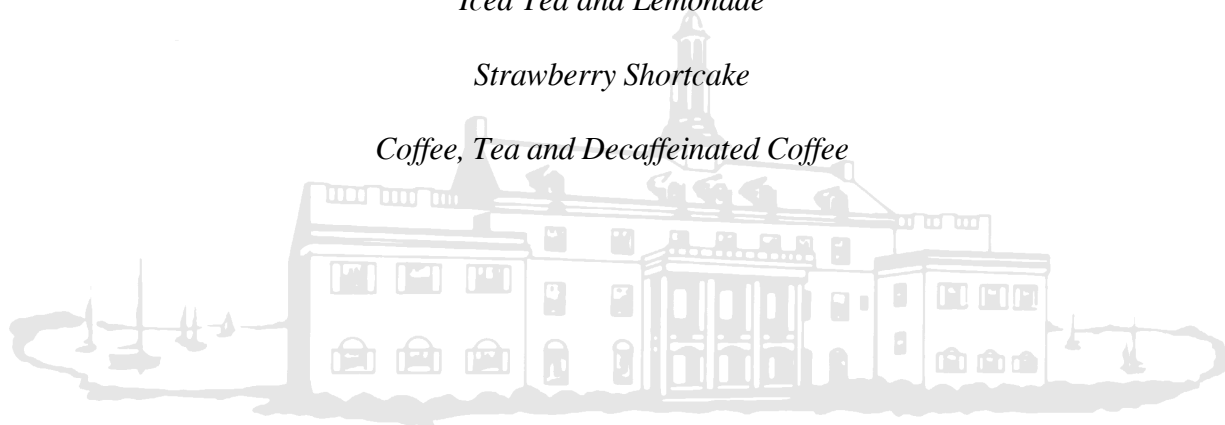 Iced Tea and Lemonade
Strawberry Shortcake
Coffee, Tea and Decaffeinated Coffee